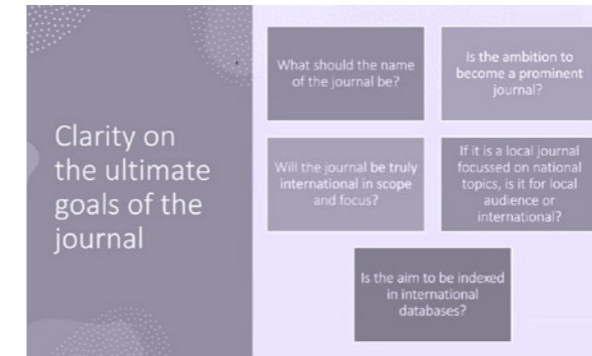 Clarity on
the ultimate
goals of the
journal
What should the name
of the journal be?
Is the ambition to
become a prominent
journal?
Will the journal be truly
international in scope
and focus?
If it is a local journal
focussed on national
topics, is it for local
audience or
international?
Is the aim to be indexed
in international
databases?